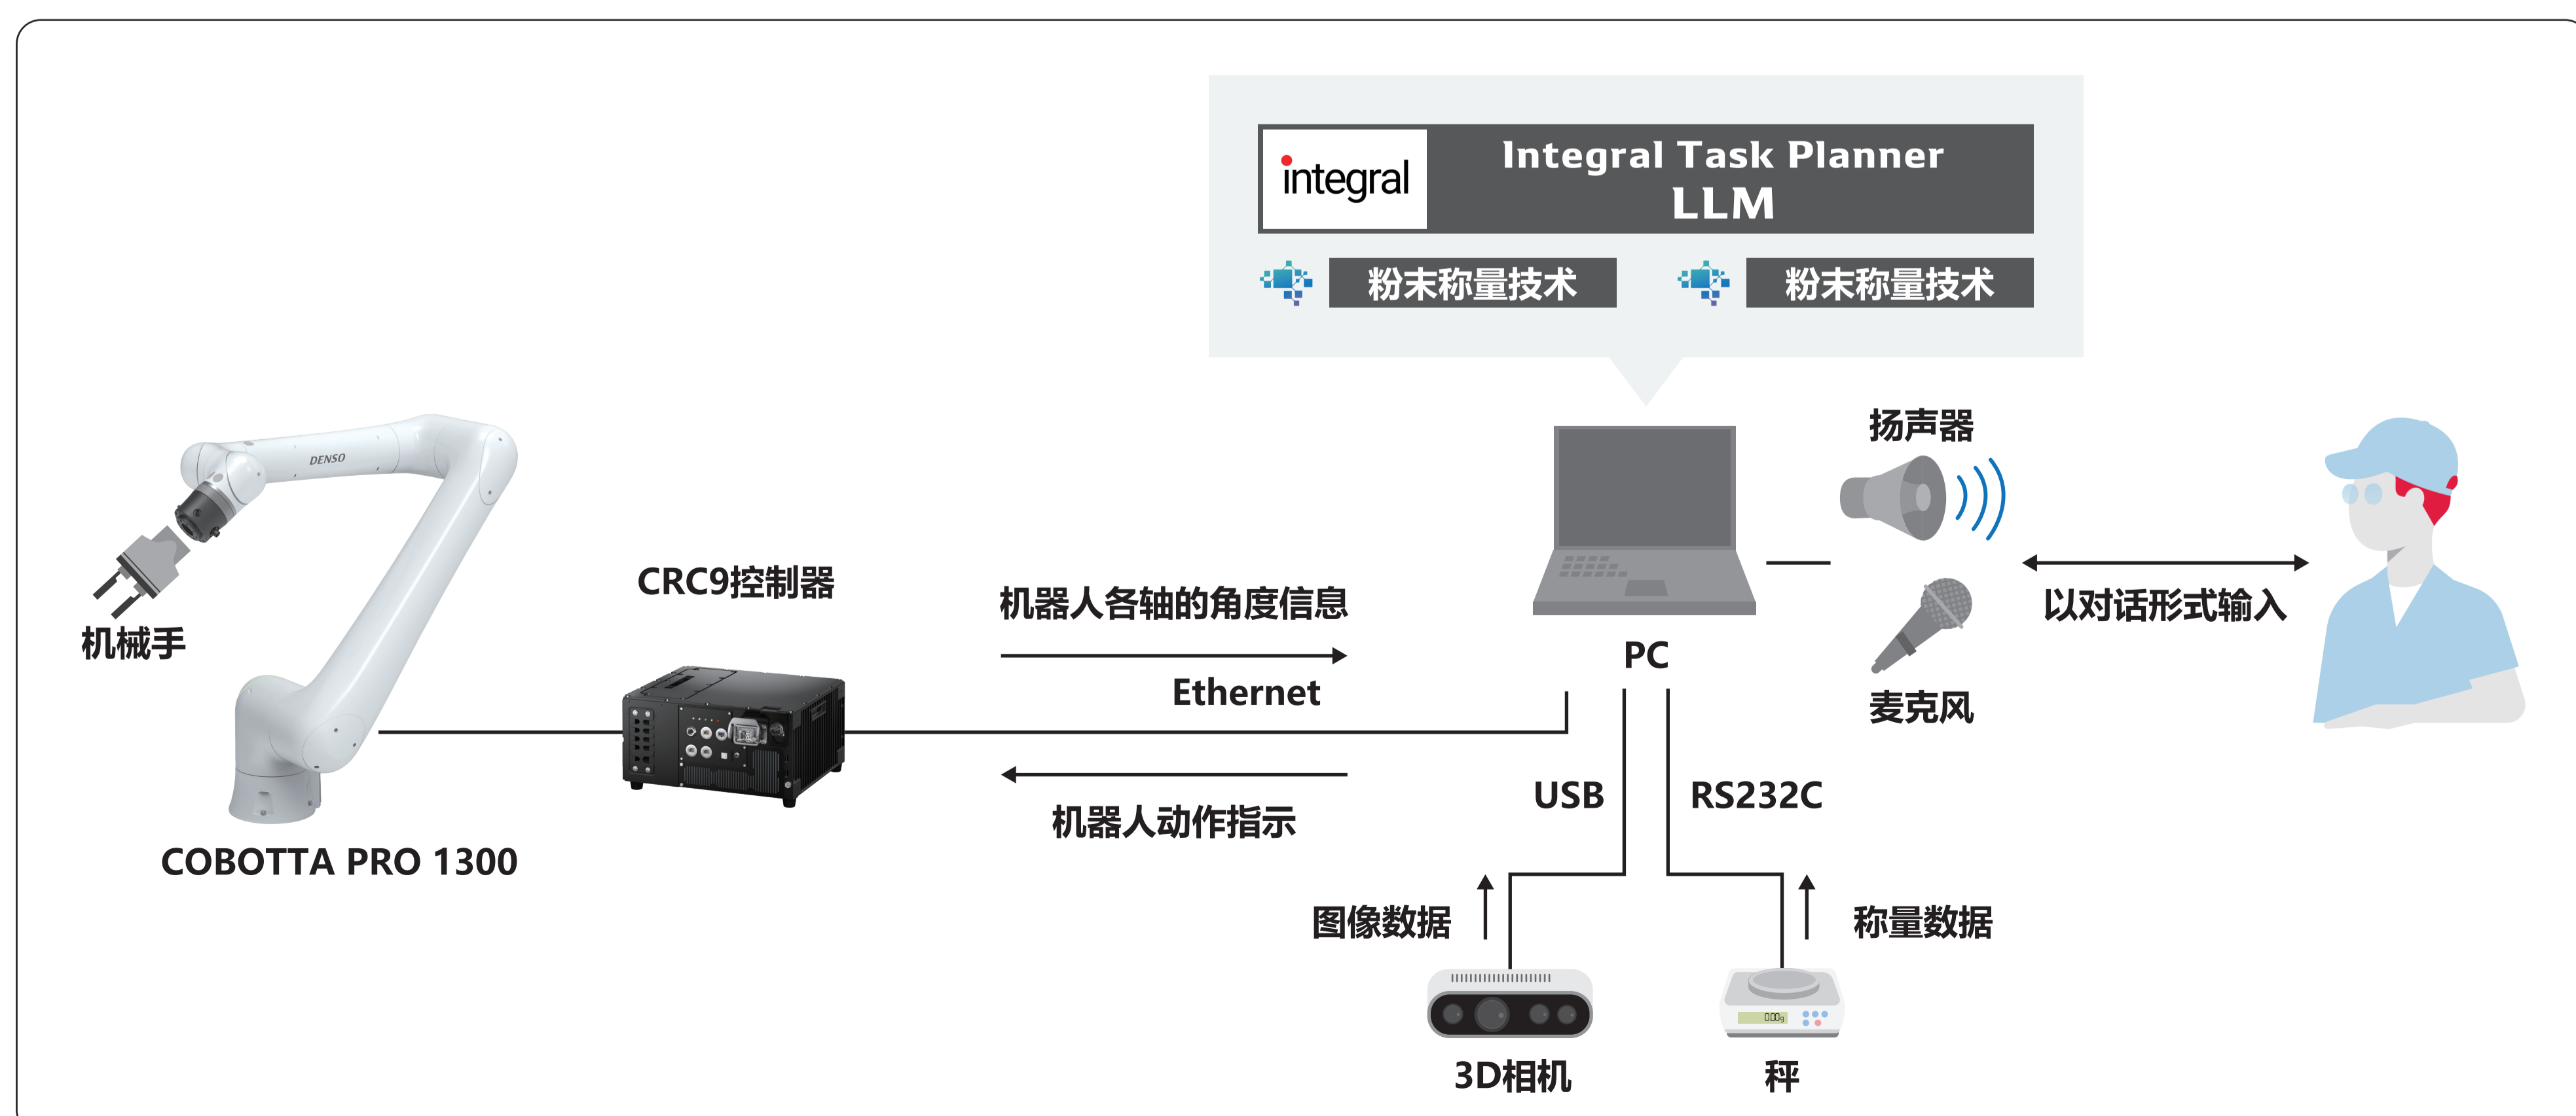 integral
Integral Task Planner
LLM
粉末称量技术
粉末称量技术
DENSO
机械手
COBOTTA PRO 1300
CRC9控制器
机器人各轴的角度信息
Ethernet
机器人动作指示
PC
扬声器
麦克风
以对话形式输入
USB
RS232C
图像数据
称量数据
3D相机
0.00g
秤